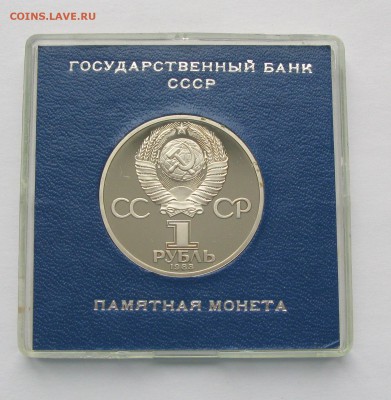 COINS.LAVE.RU
ГОСУДАРСТВЕННЫЙ БАНК
СССР
СС СР
1
РУБЛЬ
ПАМЯТНАЯ МОНЕТА